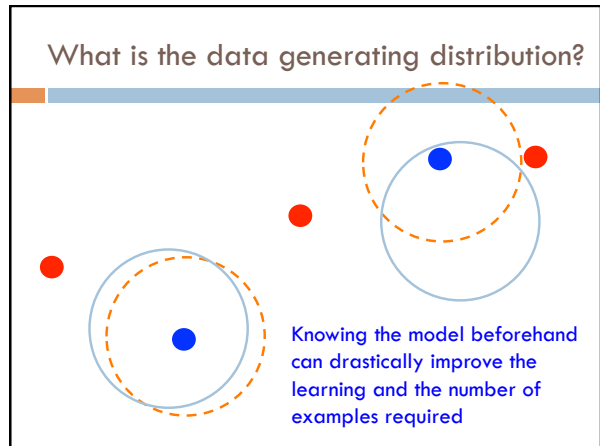 What is the data generating distribution?
Knowing the model beforehand
can drastically improve the
learning and the number of
examples required